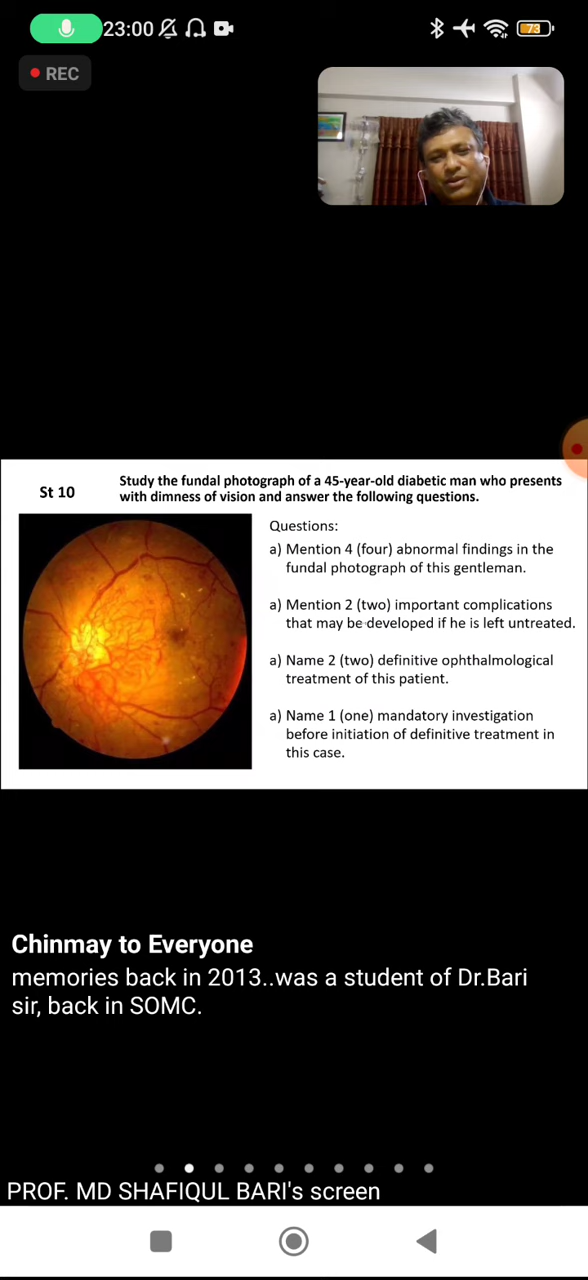 23:00
73
REC
St 10
Study the fundal photograph of a 45-year-old diabetic man who presents
with dimness of vision and answer the following questions.
Questions:
a) Mention 4 (four) abnormal findings in the
fundal photograph of this gentleman.
a) Mention 2 (two) important complications
that may be developed if he is left untreated.
a) Name 2 (two) definitive ophthalmological
treatment of this patient.
a) Name 1 (one) mandatory investigation
before initiation of definitive treatment in
this case.
Chinmay to Everyone
memories back in 2013..was a student of Dr.Bari
sir, back in SOMC.
PROF. MD SHAFIQUL BARI's screen